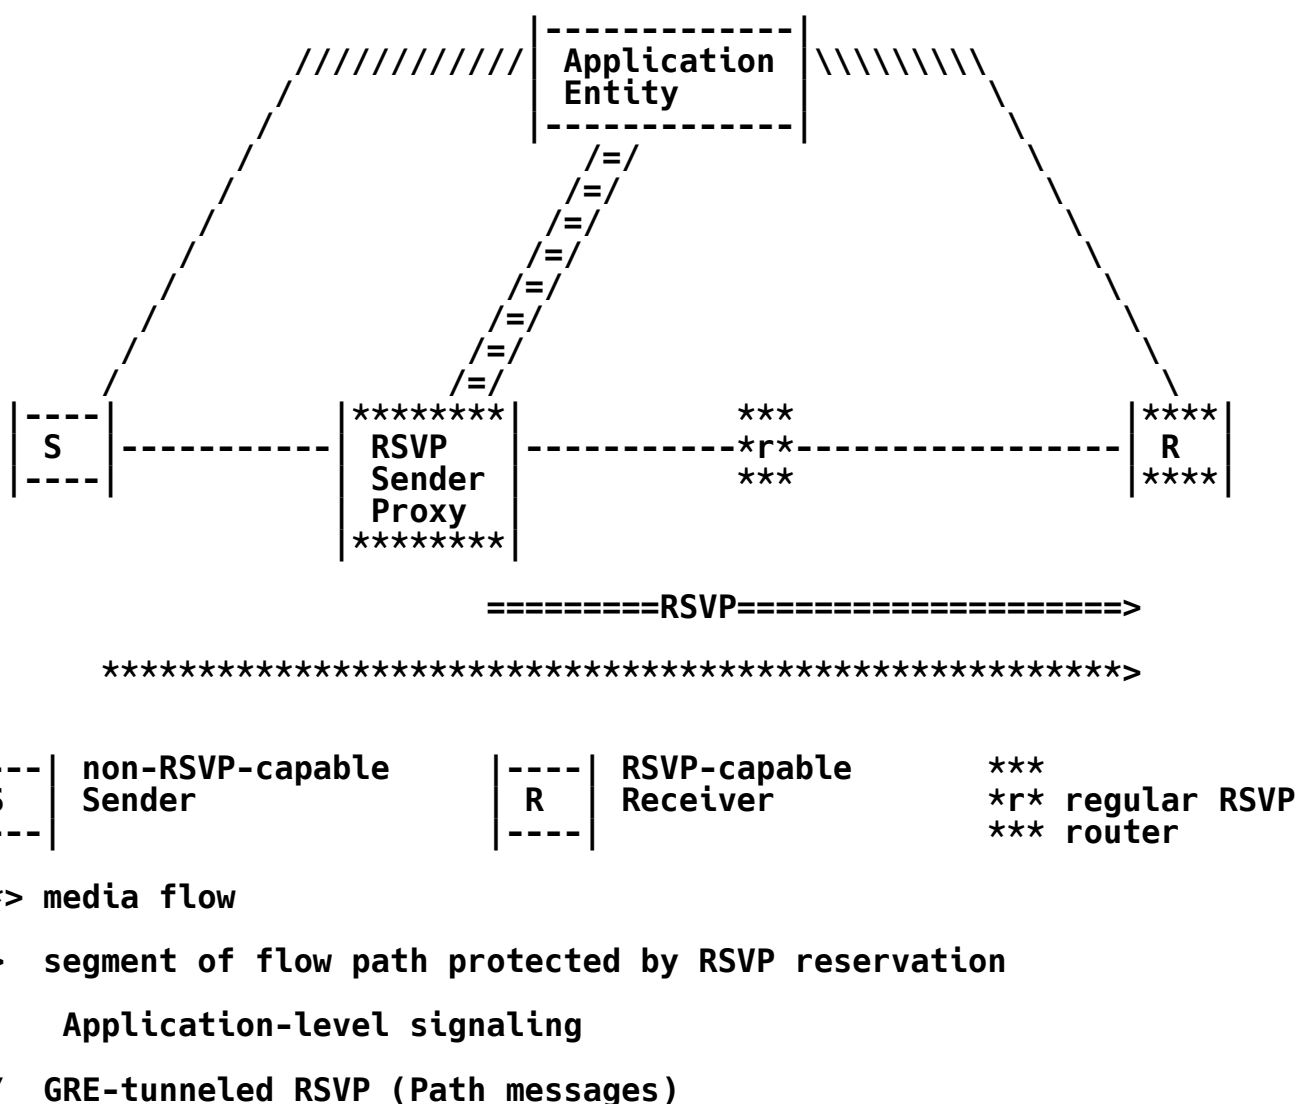 |-------------|
////////////| Application |\\\\\\\\\
/ | Entity | \
/ |-------------| \
/ /=/ \
/ /=/ \
/ /=/ \
/ /=/ \
/ /=/ \
/ /=/ \
/ /=/ \
/ /=/ \
|----| |********| *** |****|
| S |-----------| RSVP |-----------*r*-----------------| R |
|----| | Sender | *** |****|
| Proxy |
|********|
=========RSVP====================>
*****************************************************>
---| non-RSVP-capable |----| RSVP-capable ***
| Sender | R | Receiver *r* regular RSVP
---| |----| *** router
*> media flow
> segment of flow path protected by RSVP reservation
Application-level signaling
/ GRE-tunneled RSVP (Path messages)